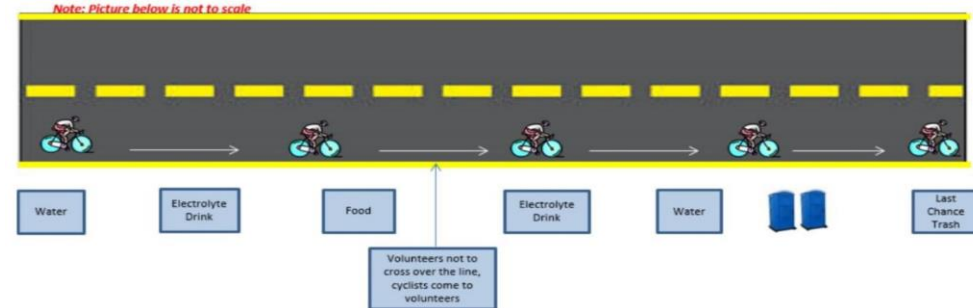 Note: Picture below is not to scale
Water
Electrolyte
Drink
Food
Electrolyte
Drink
Water
Last
Chance
Trash
Volunteers not to
cross over the line,
cyclists come to
volunteers